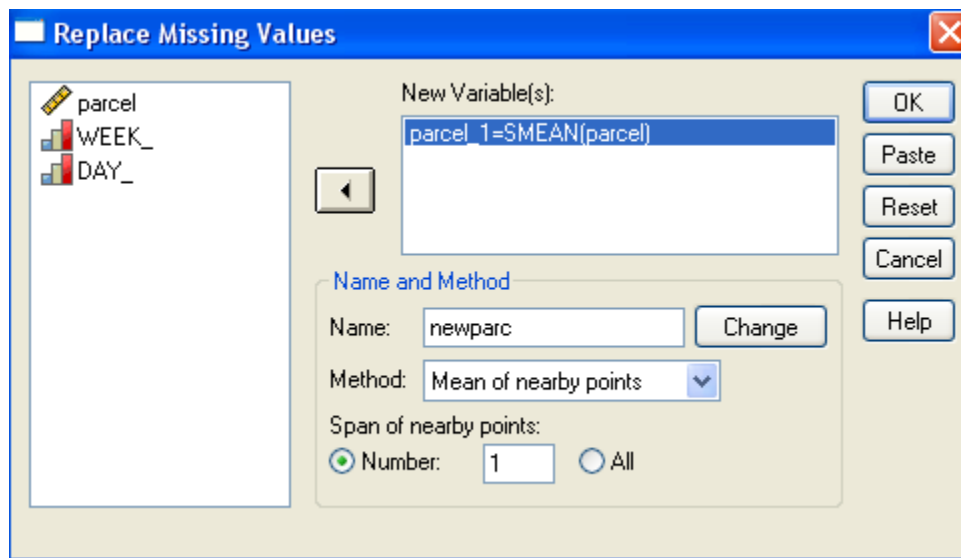 Replace Missing Values
parcel
WEEK_
DAY_
New Variable(s):
parcel_1=SMEAN(parcel)
OK
Paste
Reset
Cancel
Help
Name and Method
Name: newparc Change
Method: Mean of nearby points
Span of nearby points:
Number: 1 All